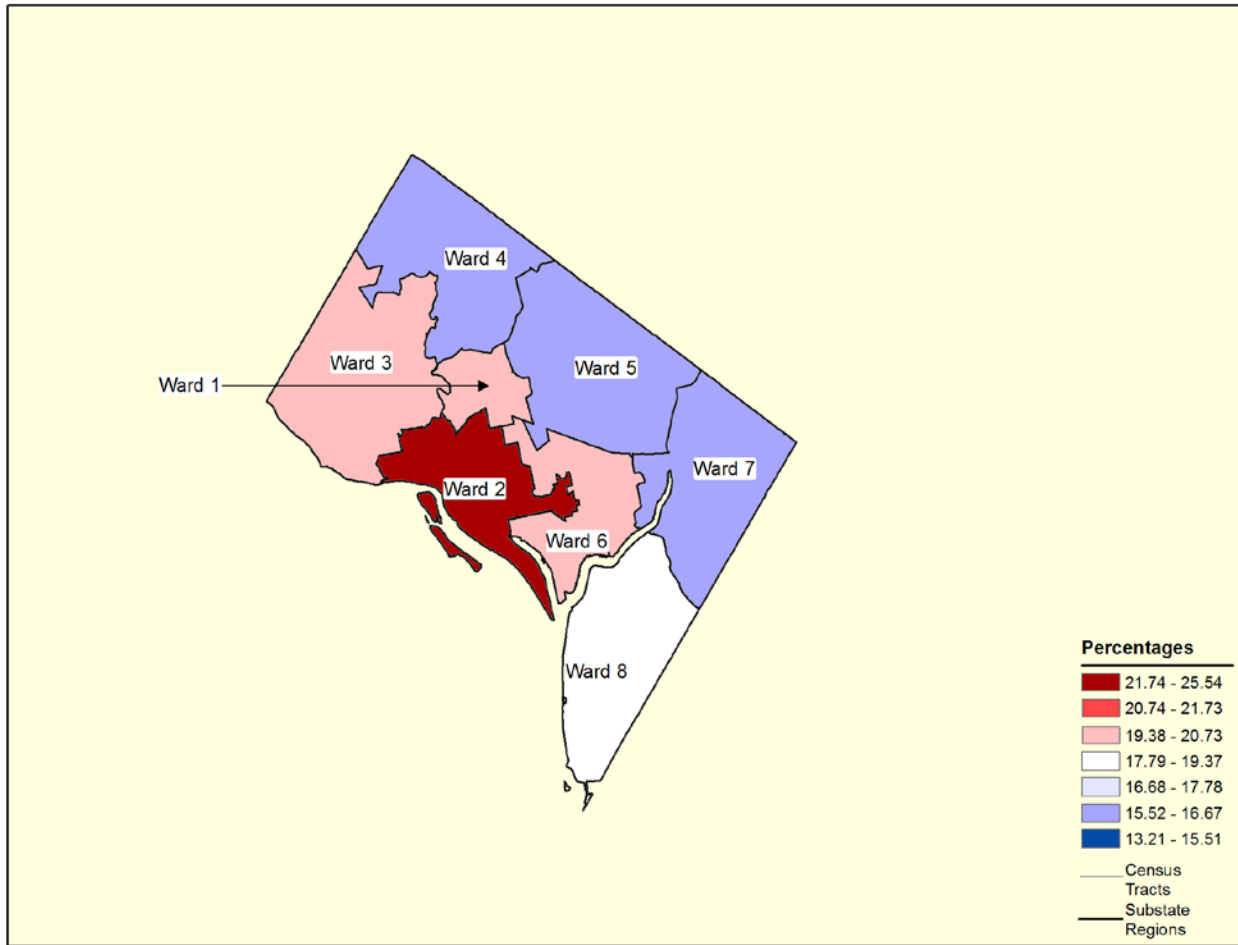 Ward 4
Ward 3
Ward 5
Ward 1
Ward 7
Ward 2
Ward 6
Ward 8
Percentages
21.74 - 25.54
20.74 - 21.73
19.38 - 20.73
17.79 - 19.37
16.68 - 17.78
15.52 - 16.67
13.21 - 15.51
Census
Tracts
Substate
Regions